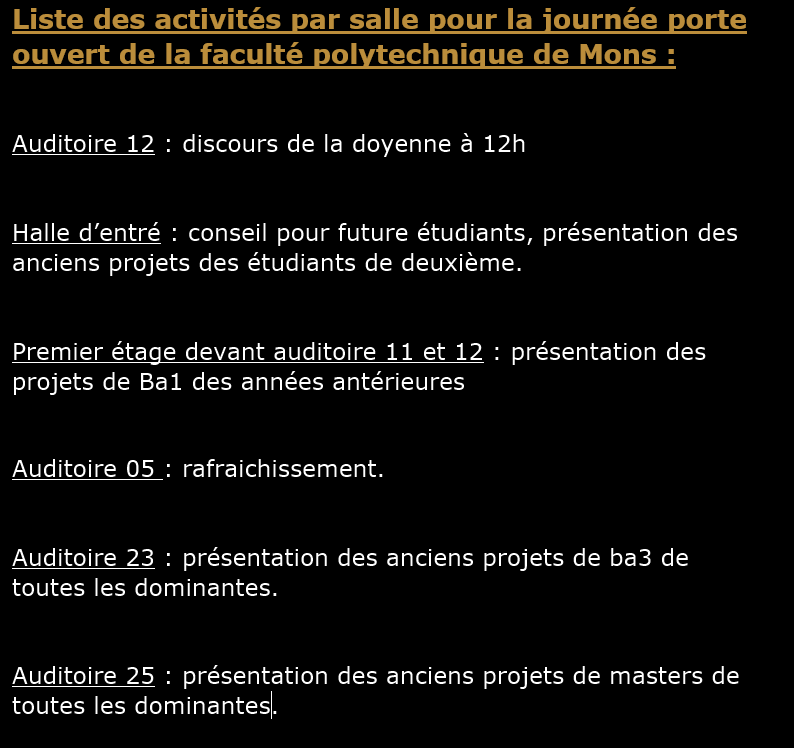 Liste des activités par salle pour la journée porte
ouvert de la faculté polytechnique de Mons :
Auditoire 12 : discours de la doyenne à 12h
Halle d’entré : conseil pour future étudiants, présentation des
anciens projets des étudiants de deuxième.
Premier étage devant auditoire 11 et 12 : présentation des
projets de Ba1 des années antérieures
Auditoire 05 : rafraichissement.
Auditoire 23 : présentation des anciens projets de ba3 de
toutes les dominantes.
Auditoire 25 : présentation des anciens projets de masters de
toutes les dominantes.